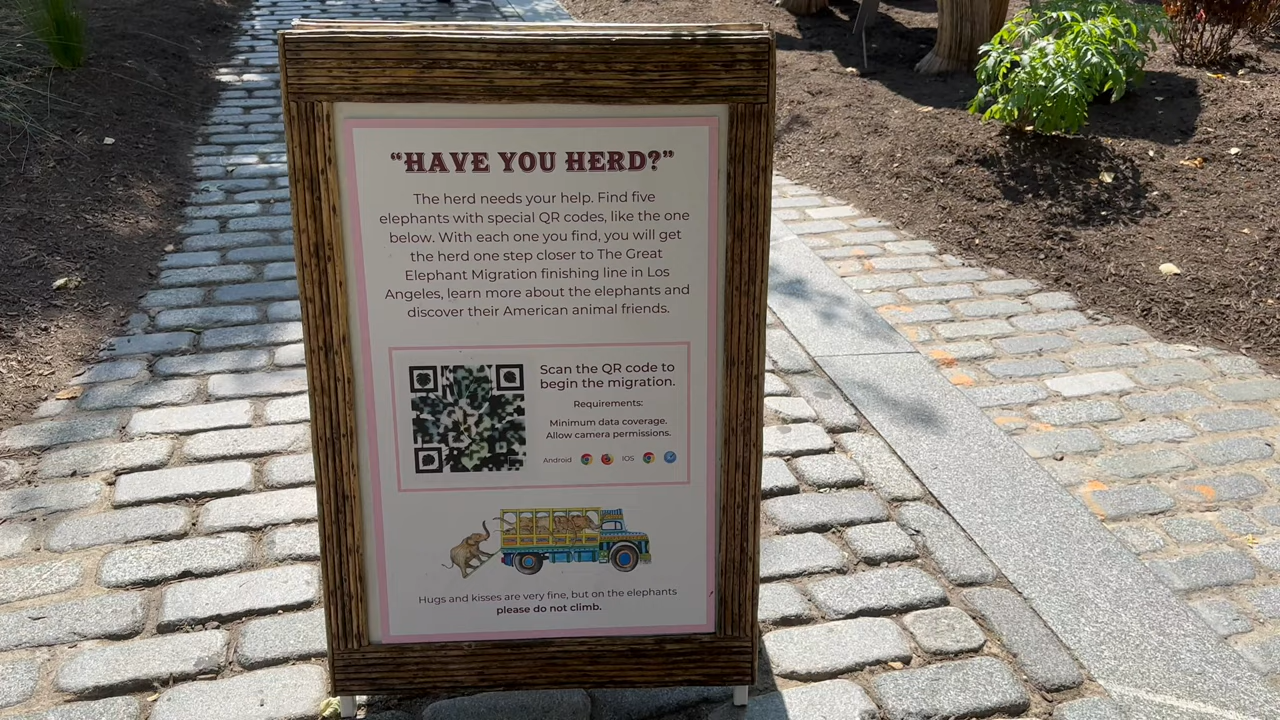 “HAVE YOU HERD?”
The herd needs your help. Find five
elephants with special QR codes, like the one
below. With each one you find, you will get
the herd one step closer to The Great
Elephant Migration finishing line in Los
Angeles, learn more about the elephants and
discover their American animal friends.
Scan the QR code to
begin the migration.
Requirements:
Minimum data coverage.
Allow camera permissions.
Android IOS
Hugs and kisses are very fine, but on the elephants
please do not climb.